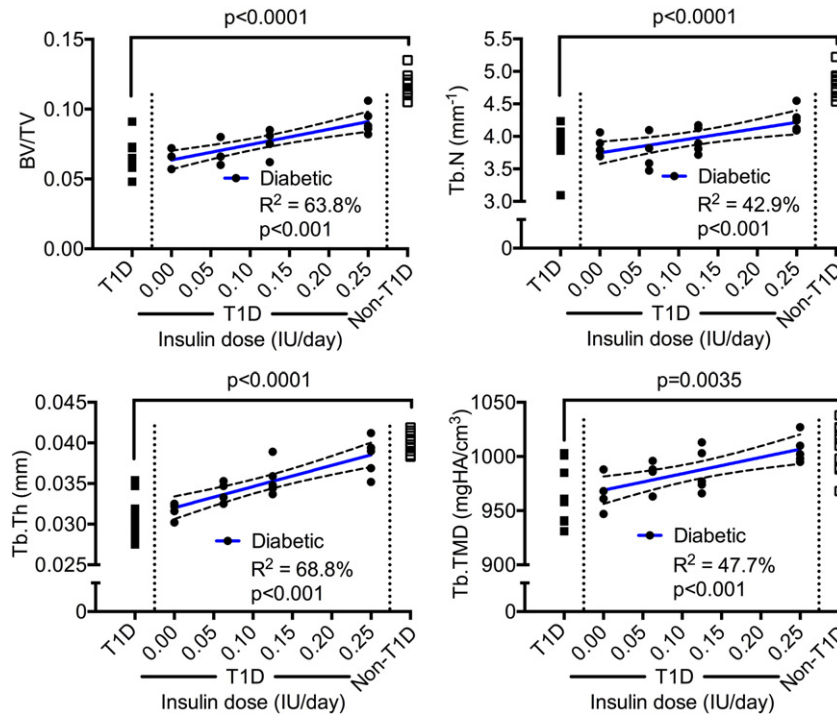 p<0.0001
BV/TV
0.15
0.10
0.05
0.00
Diabetic
R² = 63.8%
p<0.001
T1D
0.00
0.05
0.10
0.15
0.20
0.25
Non-T1D
T1D
Insulin dose (IU/day)
p<0.0001
Tb.N (mm⁻¹)
5.5
5.0
4.5
4.0
3.5
3.0
0
Diabetic
R² = 42.9%
p<0.001
T1D
0.00
0.05
0.10
0.15
0.20
0.25
Non-T1D
T1D
Insulin dose (IU/day)
p<0.0001
Tb.Th (mm)
0.045
0.040
0.035
0.030
0.025
0
Diabetic
R² = 68.8%
p<0.001
T1D
0.00
0.05
0.10
0.15
0.20
0.25
Non-T1D
T1D
Insulin dose (IU/day)
p=0.0035
Tb.TMD (mgHA/cm³)
1050
1000
950
900
0
Diabetic
R² = 47.7%
p<0.001
T1D
0.00
0.05
0.10
0.15
0.20
0.25
Non-T1D
T1D
Insulin dose (IU/day)